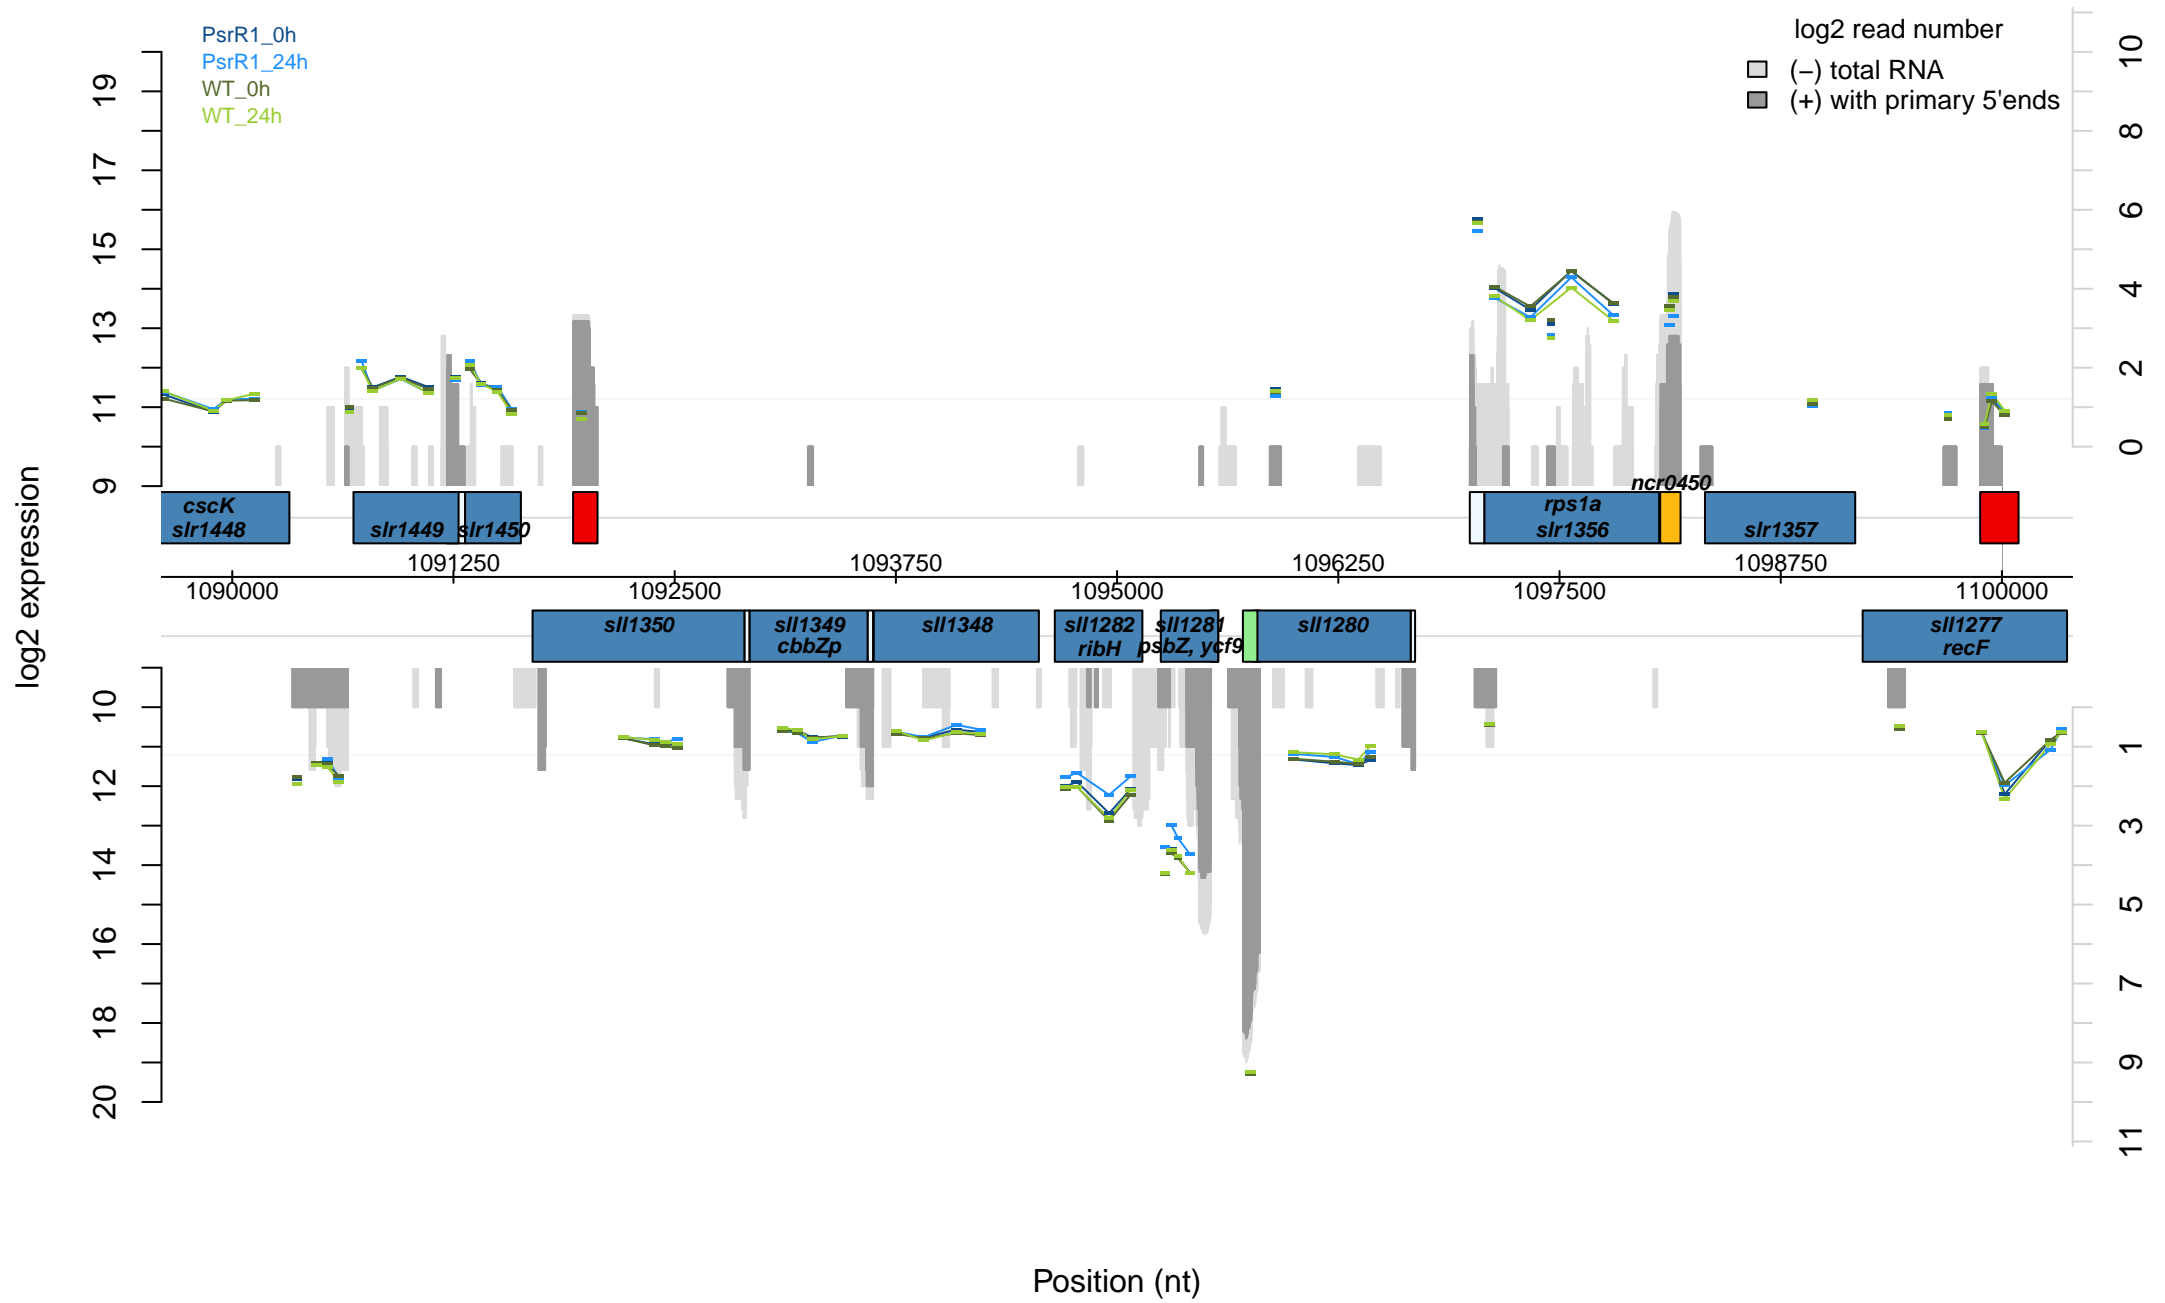 PsrR1_0h
PsrR1_24h
WT_0h
WT_24h
log2 read number
(−) total RNA
(+) with primary 5'ends
19
17
15
13
11
9
10
8
6
4
2
0
log2 expression
ncr0450
cscK
slr1448
slr1449
slr1450
rps1a
slr1356
slr1357
1091250
1093750
1096250
1098750
1090000
1092500
1095000
1097500
1100000
sll1350
sll1349
cbbZp
sll1348
sll1282
ribH
sll1281
psbZ, ycf9
sll1280
sll1277
recF
10
12
14
16
18
20
1
3
5
7
9
11
Position (nt)